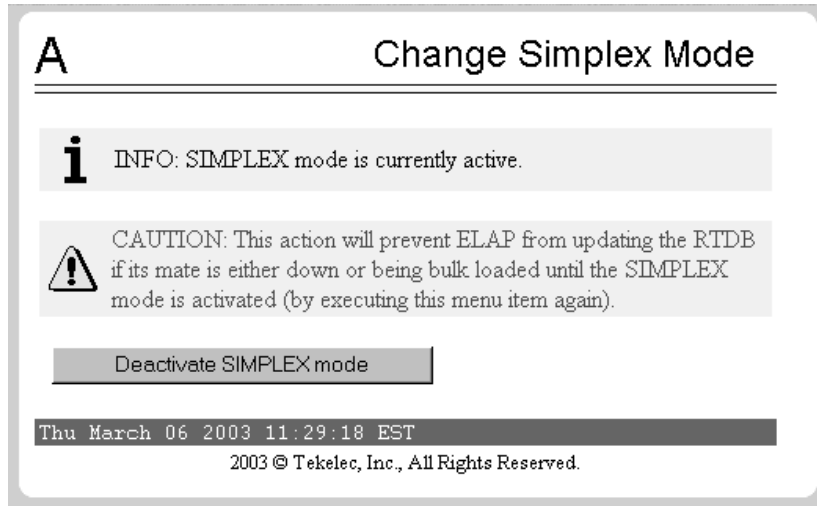 A
Change Simplex Mode
INFO: SIMPLEX mode is currently active.
CAUTION: This action will prevent ELAP from updating the RTDB
if its mate is either down or being bulk loaded until the SIMPLEX
mode is activated (by executing this menu item again).
Deactivate SIMPLEX mode
Thu March 06 2003 11:29:18 EST
2003 © Tekelec, Inc., All Rights Reserved.